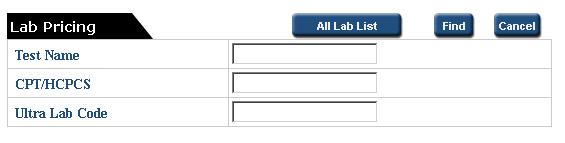 Lab Pricing All Lab List Find Cancel
Test Name
CPT/HCPCS
Ultra Lab Code